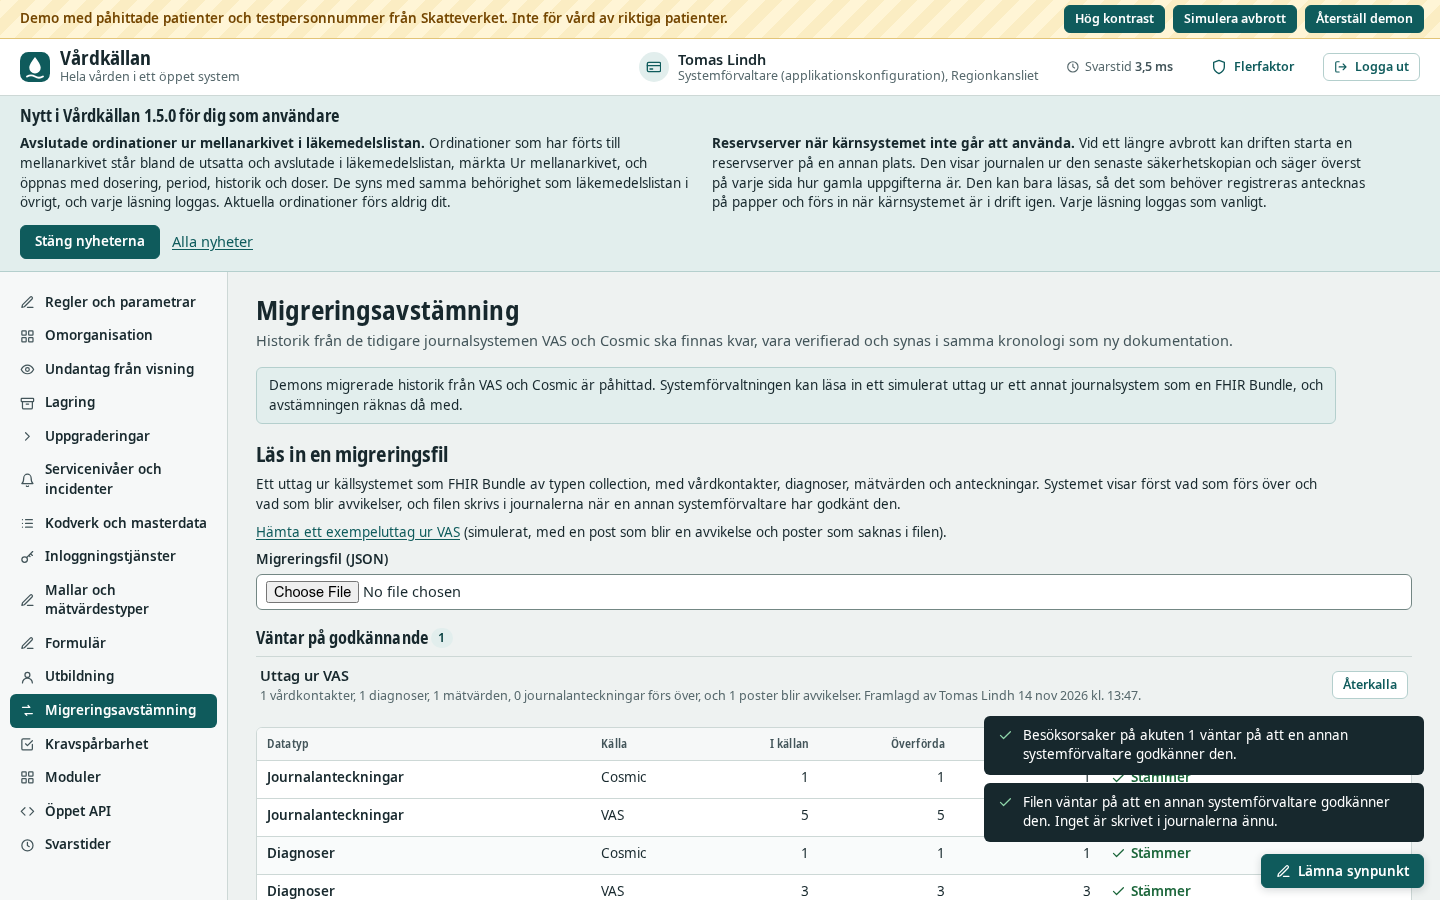 Demo med påhittade patienter och testpersonnummer från Skatteverket. Inte för vård av riktiga patienter.
Hög kontrast
Simulera avbrott
Återställ demon
Vårdkällan
Hela vården i ett öppet system
Tomas Lindh
Systemförvaltare (applikationskonfiguration), Regionkansliet
Svarstid 3,5 ms
Flerfaktor
Logga ut
Nytt i Vårdkällan 1.5.0 för dig som användare
Avslutade ordinationer ur mellanarkivet i läkemedelslistan. Ordinationer som har förts till
mellanarkivet står bland de utsatta och avslutade i läkemedelslistan, märkta Ur mellanarkivet, och
öppnas med dosering, period, historik och doser. De syns med samma behörighet som läkemedelslistan i
övrigt, och varje läsning loggas. Aktuella ordinationer förs aldrig dit.
Reservserver när kärnsystemet inte går att använda. Vid ett längre avbrott kan driften starta en
reservserver på en annan plats. Den visar journalen ur den senaste säkerhetskopian och säger överst
på varje sida hur gamla uppgifterna är. Den kan bara läsas, så det som behöver registreras antecknas
på papper och förs in när kärnsystemet är i drift igen. Varje läsning loggas som vanligt.
Stäng nyheterna
Alla nyheter
Regler och parametrar
Omorganisation
Undantag från visning
Lagring
Uppgraderingar
Servicenivåer och
incidenter
Kodverk och masterdata
Inloggningstjänster
Mallar och
mätvärdestyper
Formulär
Utbildning
Migreringsavstämning
Kravspårbarhet
Moduler
Öppet API
Svarstider
Migreringsavstämning
Historik från de tidigare journalsystemen VAS och Cosmic ska finnas kvar, vara verifierad och synas i samma kronologi som ny dokumentation.
Demons migrerade historik från VAS och Cosmic är påhittad. Systemförvaltningen kan läsa in ett simulerat uttag ur ett annat journalsystem som en FHIR Bundle, och
avstämningen räknas då med.
Läs in en migreringsfil
Ett uttag ur källsystemet som FHIR Bundle av typen collection, med vårdkontakter, diagnoser, mätvärden och anteckningar. Systemet visar först vad som förs över och
vad som blir avvikelser, och filen skrivs i journalerna när en annan systemförvaltare har godkänt den.
Hämta ett exempeluttag ur VAS (simulerat, med en post som blir en avvikelse och poster som saknas i filen).
Migreringsfil (JSON)
Choose File No file chosen
Väntar på godkännande 1
Uttag ur VAS
1 vårdkontakter, 1 diagnoser, 1 mätvärden, 0 journalanteckningar förs över, och 1 poster blir avvikelser. Framlagd av Tomas Lindh 14 nov 2026 kl. 13:47.
Återkalla
Datatyp Källa I källan Överförda
Journalanteckningar Cosmic 1 1 1 Stämmer
Journalanteckningar VAS 5 5
Diagnoser Cosmic 1 1 1 Stämmer
Diagnoser VAS 3 3 3 Stämmer
Besöksorsaker på akuten 1 väntar på att en annan
systemförvaltare godkänner den.
Filen väntar på att en annan systemförvaltare godkänner
den. Inget är skrivet i journalerna ännu.
Lämna synpunkt